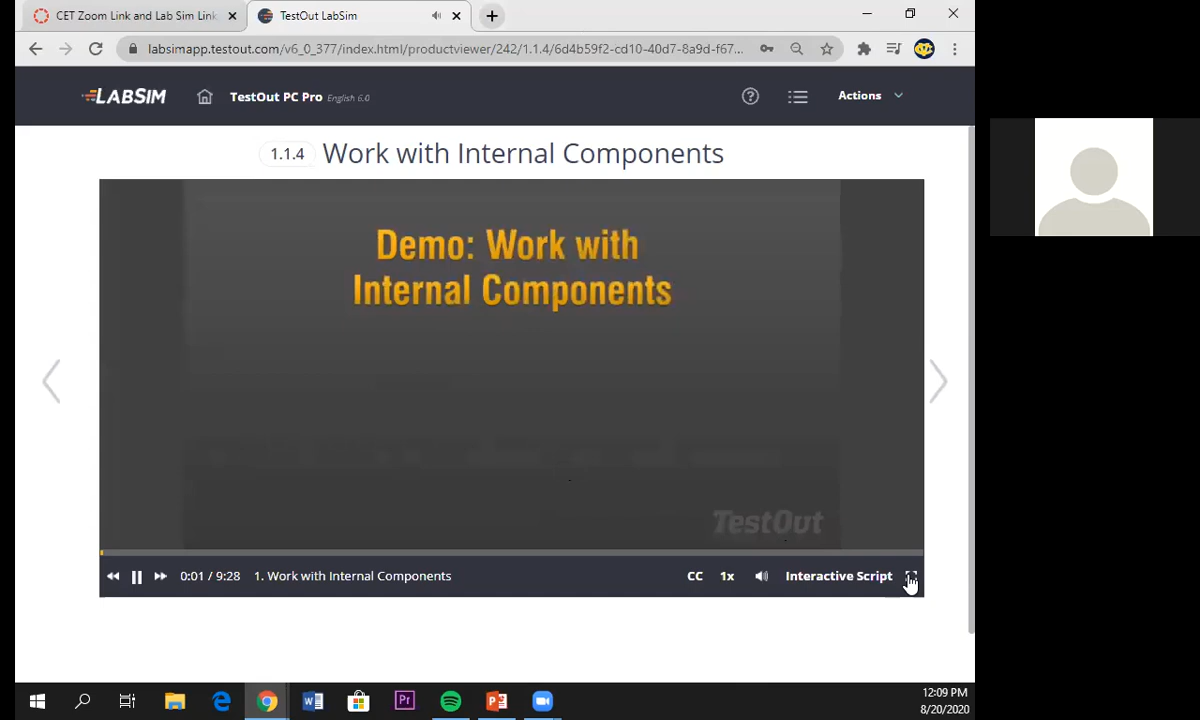 CET Zoom Link and Lab Sim Link
TestOut LabSim
labsimapp.testout.com/v6_0_377/index.html/productviewer/242/1.1.4/6d4b59f2-cd10-40d7-8a9d-f67...
LABSIM
TestOut PC Pro English 6.0
Actions
1.1.4 Work with Internal Components
Demo: Work with
Internal Components
TestOut
0:01 / 9:28 1. Work with Internal Components CC 1x Interactive Script
12:09 PM
8/20/2020